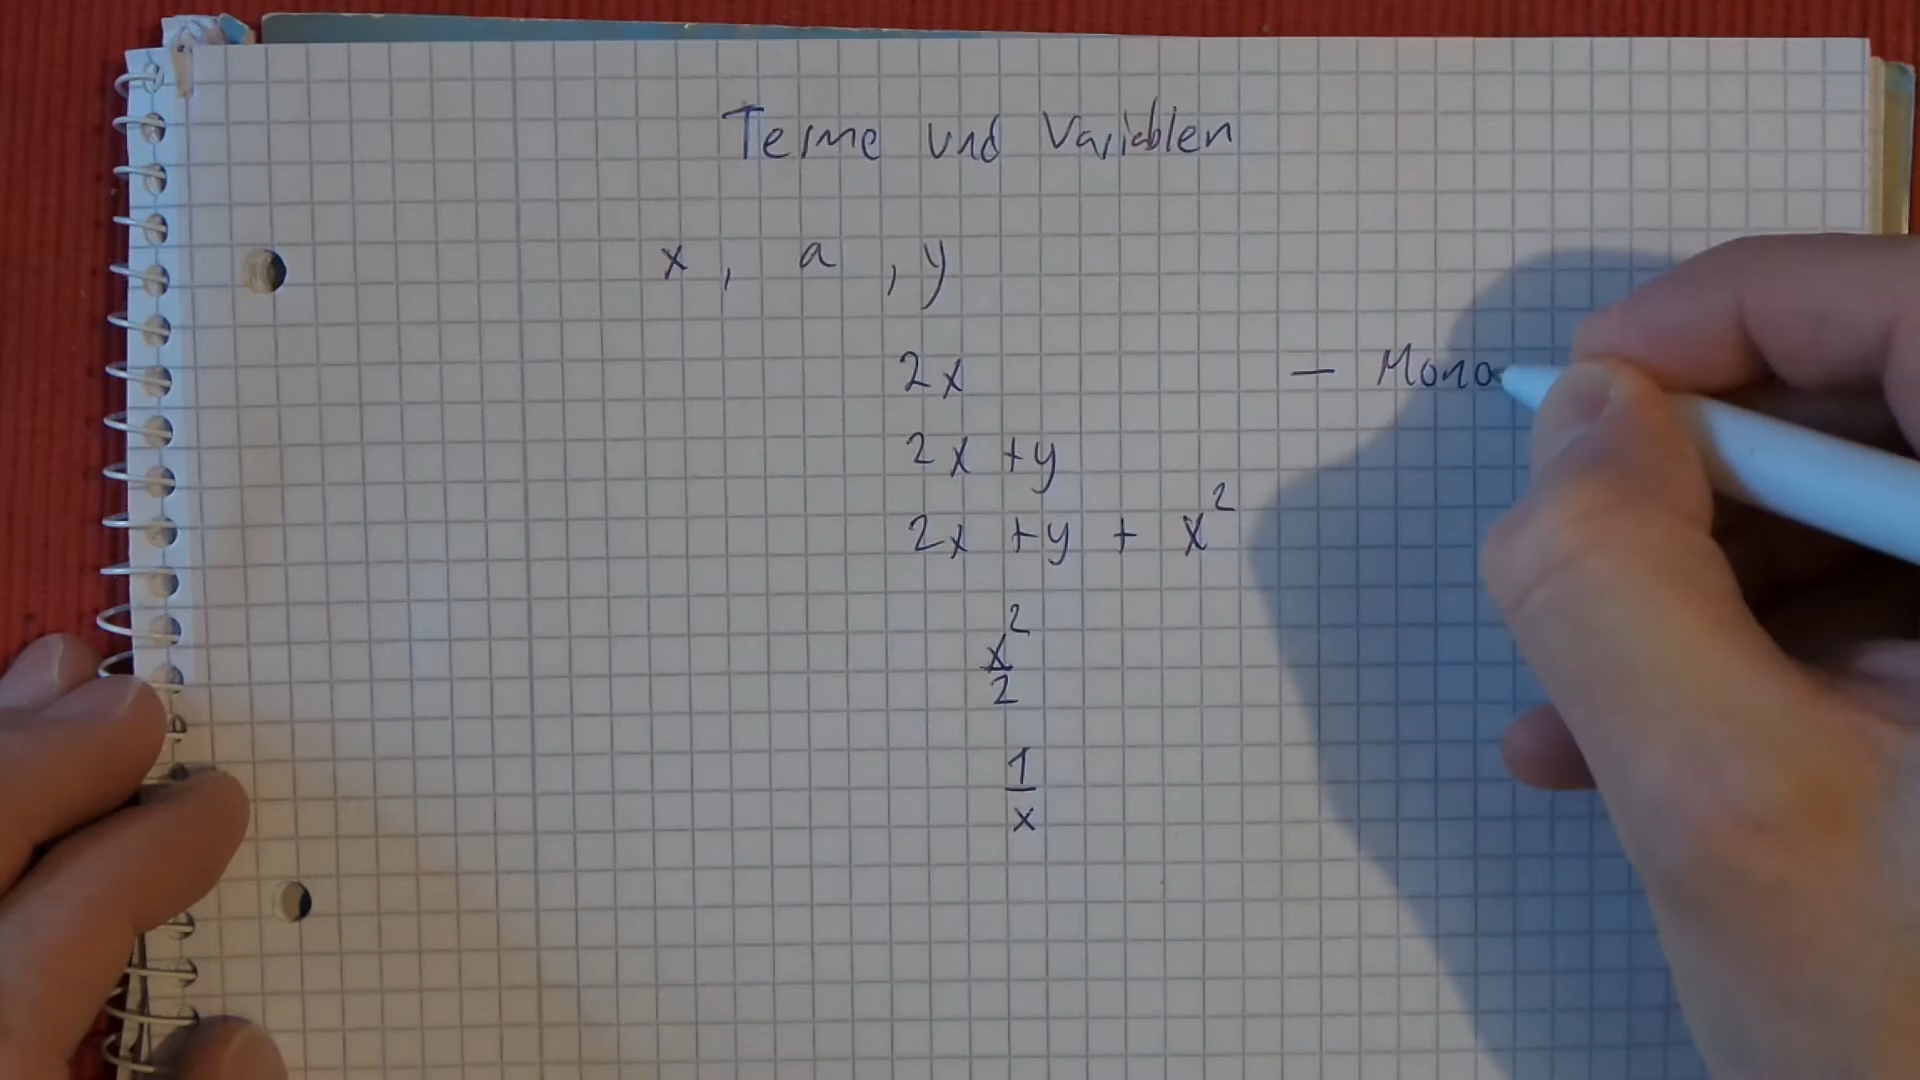 Terme und Variablen
x , a , y
2x — Mono
2x + y
2x + y + x²
x²
2
1
x